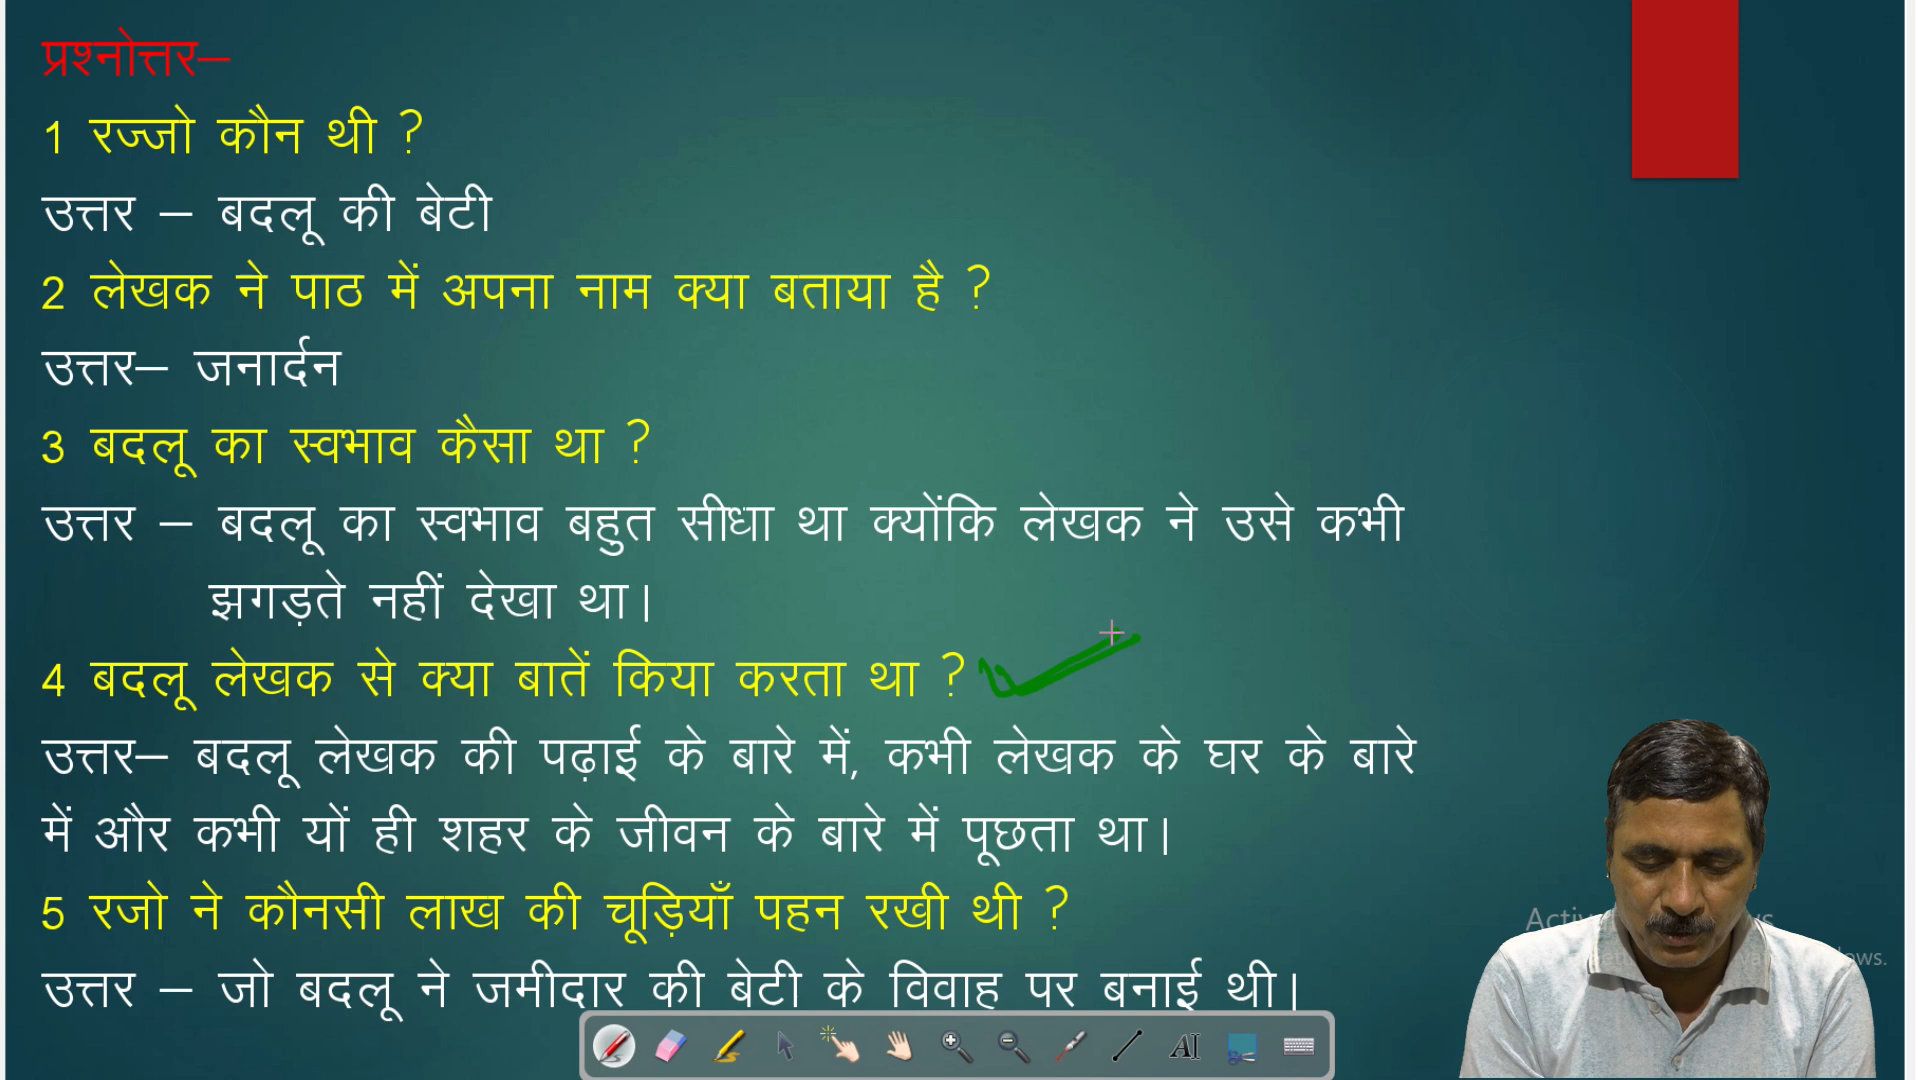 प्रश्नोत्तर–
1 रज्जो कौन थी ?
उत्तर – बदलू की बेटी
2 लेखक ने पाठ में अपना नाम क्या बताया है ?
उत्तर– जनार्दन
3 बदलू का स्वभाव कैसा था ?
उत्तर – बदलू का स्वभाव बहुत सीधा था क्योंकि लेखक ने उसे कभी
झगड़ते नहीं देखा था।
4 बदलू लेखक से क्या बातें किया करता था ?
उत्तर– बदलू लेखक की पढ़ाई के बारे में, कभी लेखक के घर के बारे
में और कभी यों ही शहर के जीवन के बारे में पूछता था।
5 रजो ने कौनसी लाख की चूड़ियाँ पहन रखी थी ?
उत्तर – जो बदलू ने जमीदार की बेटी के विवाह पर बनाई थी।
AI